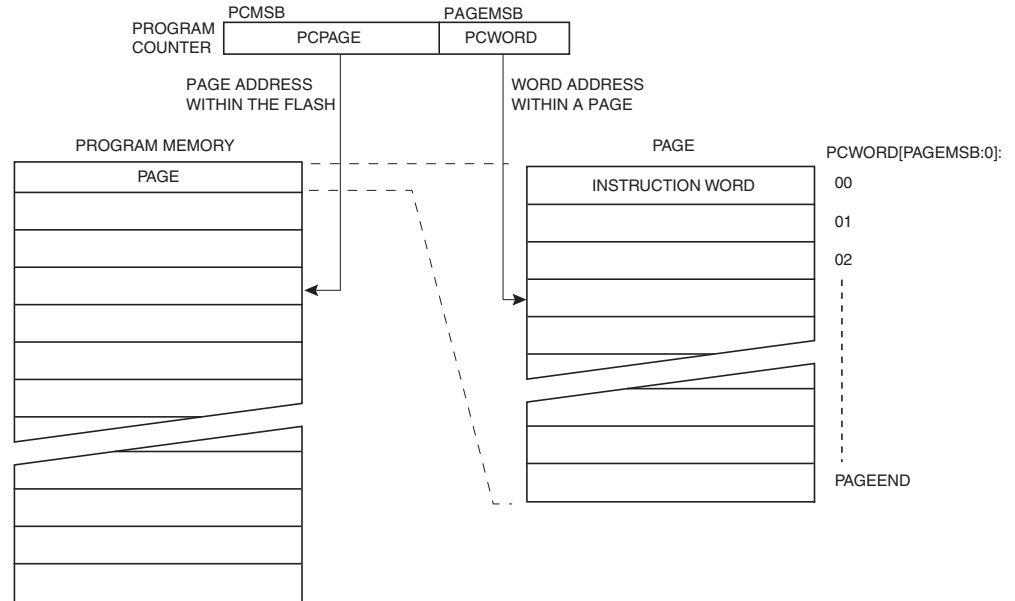 PCMSB
PAGEMSB
PROGRAM
COUNTER
PCPAGE
PCWORD
PAGE ADDRESS
WITHIN THE FLASH
WORD ADDRESS
WITHIN A PAGE
PROGRAM MEMORY
PAGE
PAGE
PCWORD[PAGEMSB:0]:
INSTRUCTION WORD
00
01
02
PAGEEND